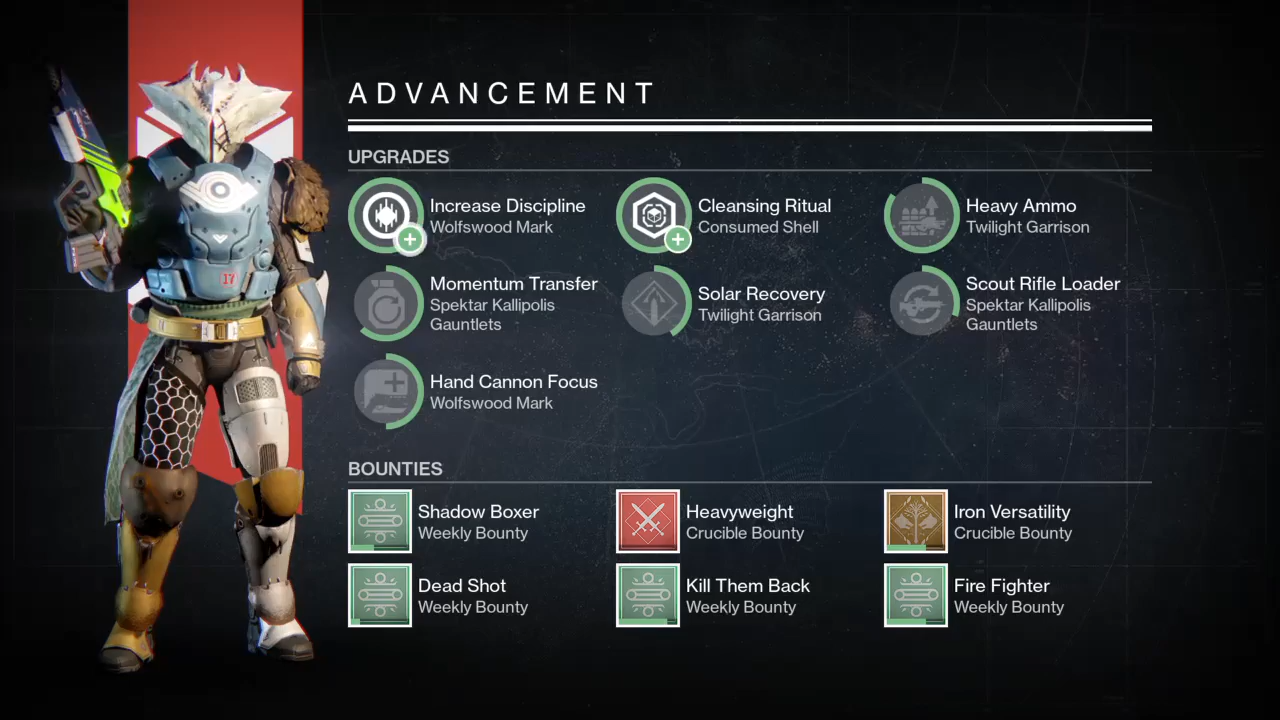 ADVANCEMENT
UPGRADES
Increase Discipline
Wolfswood Mark
Cleansing Ritual
Consumed Shell
Heavy Ammo
Twilight Garrison
Momentum Transfer
Spektar Kallipolis
Gauntlets
Solar Recovery
Twilight Garrison
Scout Rifle Loader
Spektar Kallipolis
Gauntlets
Hand Cannon Focus
Wolfswood Mark
BOUNTIES
Shadow Boxer
Weekly Bounty
Heavyweight
Crucible Bounty
Iron Versatility
Crucible Bounty
Dead Shot
Weekly Bounty
Kill Them Back
Weekly Bounty
Fire Fighter
Weekly Bounty
17